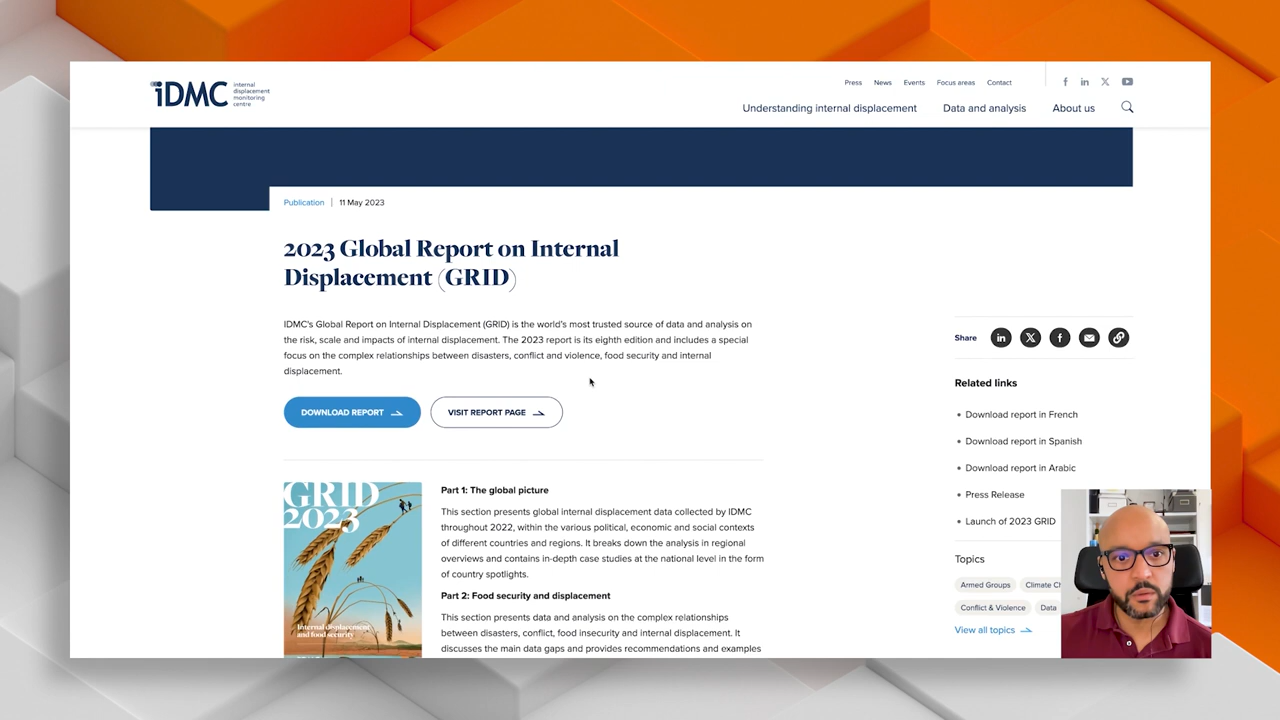 iDMC internal
displacement
monitoring
centre
Press News Events Focus areas Contact
Understanding internal displacement Data and analysis About us
Publication | 11 May 2023
2023 Global Report on Internal
Displacement (GRID)
IDMC's Global Report on Internal Displacement (GRID) is the world's most trusted source of data and analysis on
the risk, scale and impacts of internal displacement. The 2023 report is its eighth edition and includes a special
focus on the complex relationships between disasters, conflict and violence, food security and internal
displacement.
DOWNLOAD REPORT VISIT REPORT PAGE
Share
Related links
Download report in French
Download report in Spanish
Download report in Arabic
Press Release
Launch of 2023 GRID
Topics
Armed Groups Climate Ch
Conflict & Violence Data
View all topics
GRID
2023
Internal displacement
and food security
Part 1: The global picture
This section presents global internal displacement data collected by IDMC
throughout 2022, within the various political, economic and social contexts
of different countries and regions. It breaks down the analysis in regional
overviews and contains in-depth case studies at the national level in the form
of country spotlights.
Part 2: Food security and displacement
This section presents data and analysis on the complex relationships
between disasters, conflict, food insecurity and internal displacement. It
discusses the main data gaps and provides recommendations and examples